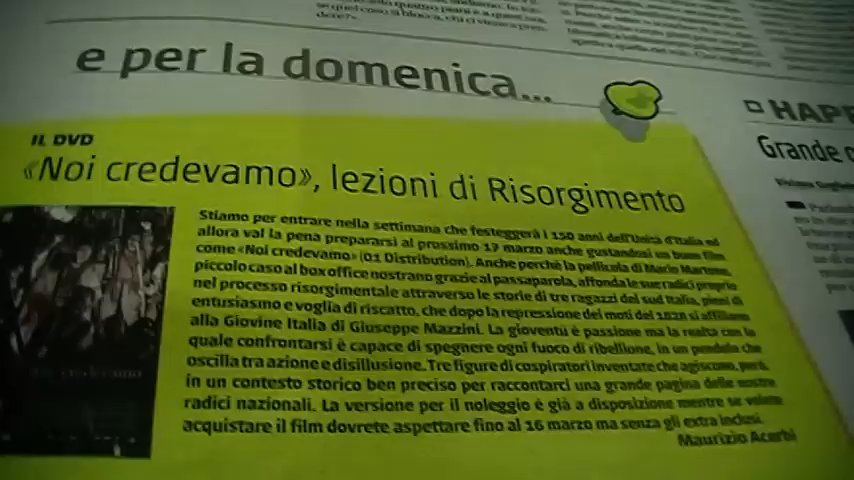 se qualcosa si blocca, chi ci
dere?».
e per la domenica...
HAPE
Grande
IL DVD
«Noi credevamo», lezioni di Risorgimento
Stiamo per entrare nella settimana che festeggerà i 150 anni dell'Unità d'Italia ed
allora val la pena prepararsi al prossimo 17 marzo anche gustandosi un buon film
come «Noi credevamo» (01 Distribution). Anche perché la pellicola di Mario Martone,
piccolo caso al box office nostrano grazie al passaparola, affonda le sue radici proprio
nel processo risorgimentale attraverso le storie di tre ragazzi del sud Italia, pieni di
entusiasmo e voglia di riscatto, che dopo la repressione dei moti del 1828 si affiliano
alla Giovine Italia di Giuseppe Mazzini. La gioventù è passione ma la realtà con la
quale confrontarsi è capace di spegnere ogni fuoco di ribellione, in un pendolo che
oscilla tra azione e disillusione. Tre figure di cospiratori inventate che agiscono, però,
in un contesto storico ben preciso per raccontarci una grande pagina delle nostre
radici nazionali. La versione per il noleggio è già a disposizione mentre se volete
acquistare il film dovrete aspettare fino al 16 marzo ma senza gli extra inclusi.
Maurizio Acerbi